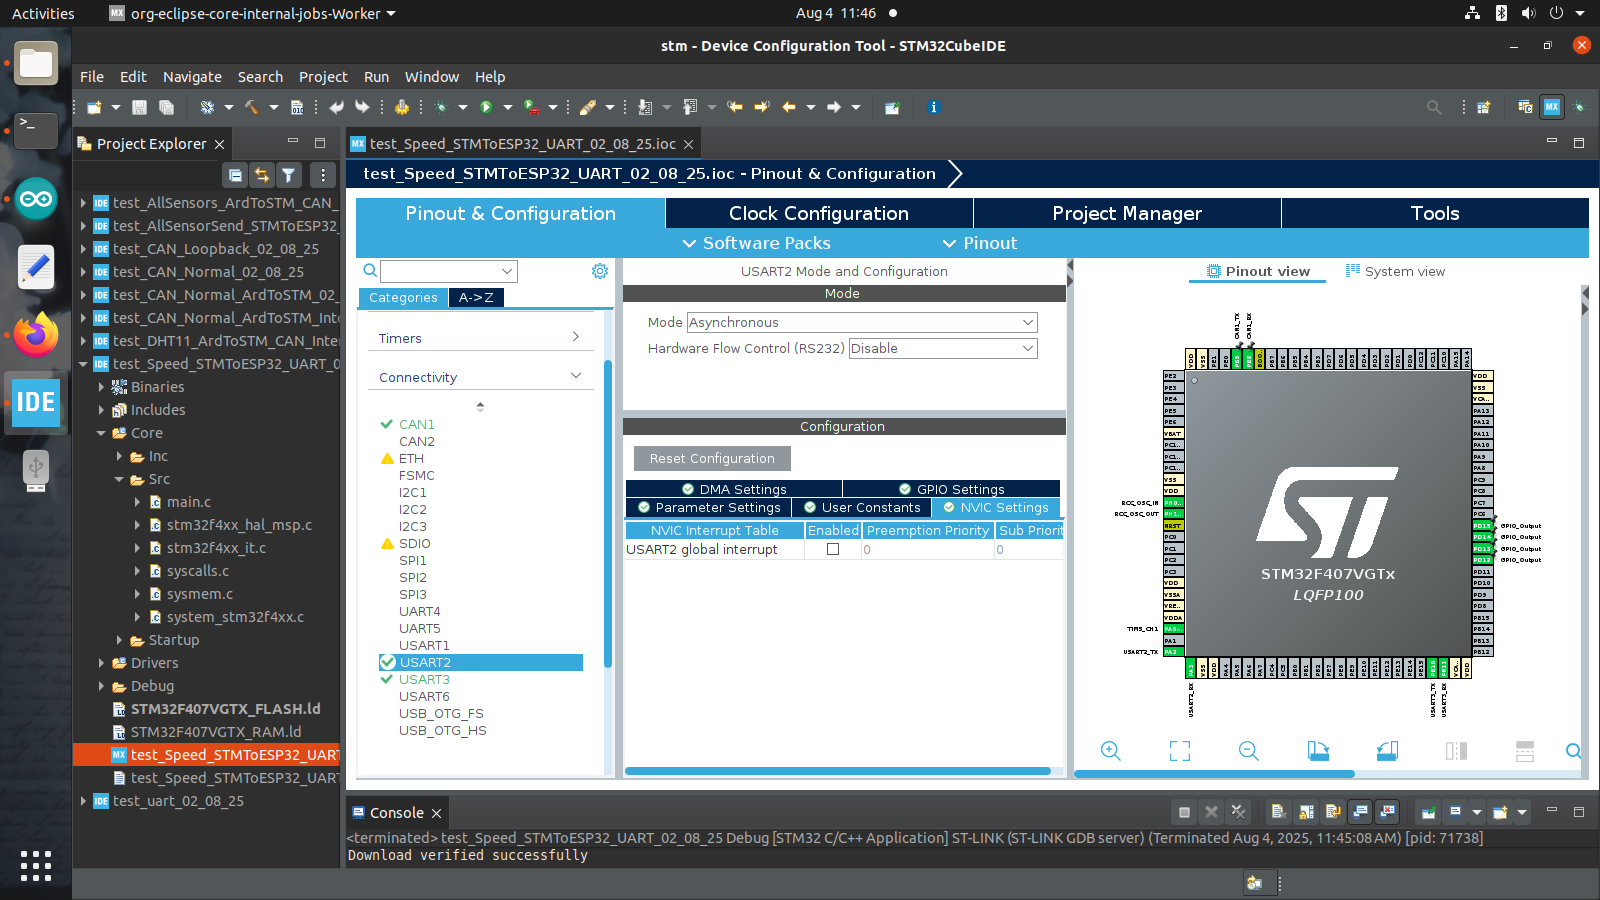 Activities
org-eclipse-core-internal-jobs-Worker
Aug 4 11:46
stm - Device Configuration Tool - STM32CubeIDE
File Edit Navigate Search Project Run Window Help
Project Explorer
test_AllSensors_ArdToSTM_CAN_
test_AllSensorSend_STMToESP32_
test_CAN_Loopback_02_08_25
test_CAN_Normal_02_08_25
test_CAN_Normal_ArdToSTM_02_
test_CAN_Normal_ArdToSTM_Inte
test_DHT11_ArdToSTM_CAN_Inter
test_Speed_STMToESP32_UART_0
Binaries
Includes
Core
Inc
Src
main.c
stm32f4xx_hal_msp.c
stm32f4xx_it.c
syscalls.c
sysmem.c
system_stm32f4xx.c
Startup
Drivers
Debug
STM32F407VGTX_FLASH.ld
STM32F407VGTX_RAM.ld
test_Speed_STMToESP32_UART
test_Speed_STMToESP32_UART
test_uart_02_08_25
test_Speed_STMToESP32_UART_02_08_25.ioc
test_Speed_STMToESP32_UART_02_08_25.ioc - Pinout & Configuration
Pinout & Configuration
Clock Configuration
Project Manager
Tools
Software Packs
Pinout
Categories
A->Z
Timers
Connectivity
CAN1
CAN2
ETH
FSMC
I2C1
I2C2
I2C3
SDIO
SPI1
SPI2
SPI3
UART4
UART5
USART1
USART2
USART3
USART6
USB_OTG_FS
USB_OTG_HS
USART2 Mode and Configuration
Mode
Mode Asynchronous
Hardware Flow Control (RS232) Disable
Configuration
Reset Configuration
DMA Settings
GPIO Settings
Parameter Settings
User Constants
NVIC Settings
NVIC Interrupt Table Enabled Preemption Priority Sub Priorit
USART2 global interrupt 0 0
Pinout view
System view
CAN1_TX
CAN1_RX
RCC_OSC_IN
RCC_OSC_OUT
USART2_TX
GPIO_Output
GPIO_Output
GPIO_Output
GPIO_Output
STM32F407VGTx
LQFP100
USART2_RX
USART3_TX
USART3_RX
Console
<terminated> test_Speed_STMToESP32_UART_02_08_25 Debug [STM32 C/C++ Application] ST-LINK (ST-LINK GDB server) (Terminated Aug 4, 2025, 11:45:08 AM) [pid: 71738]
Download verified successfully